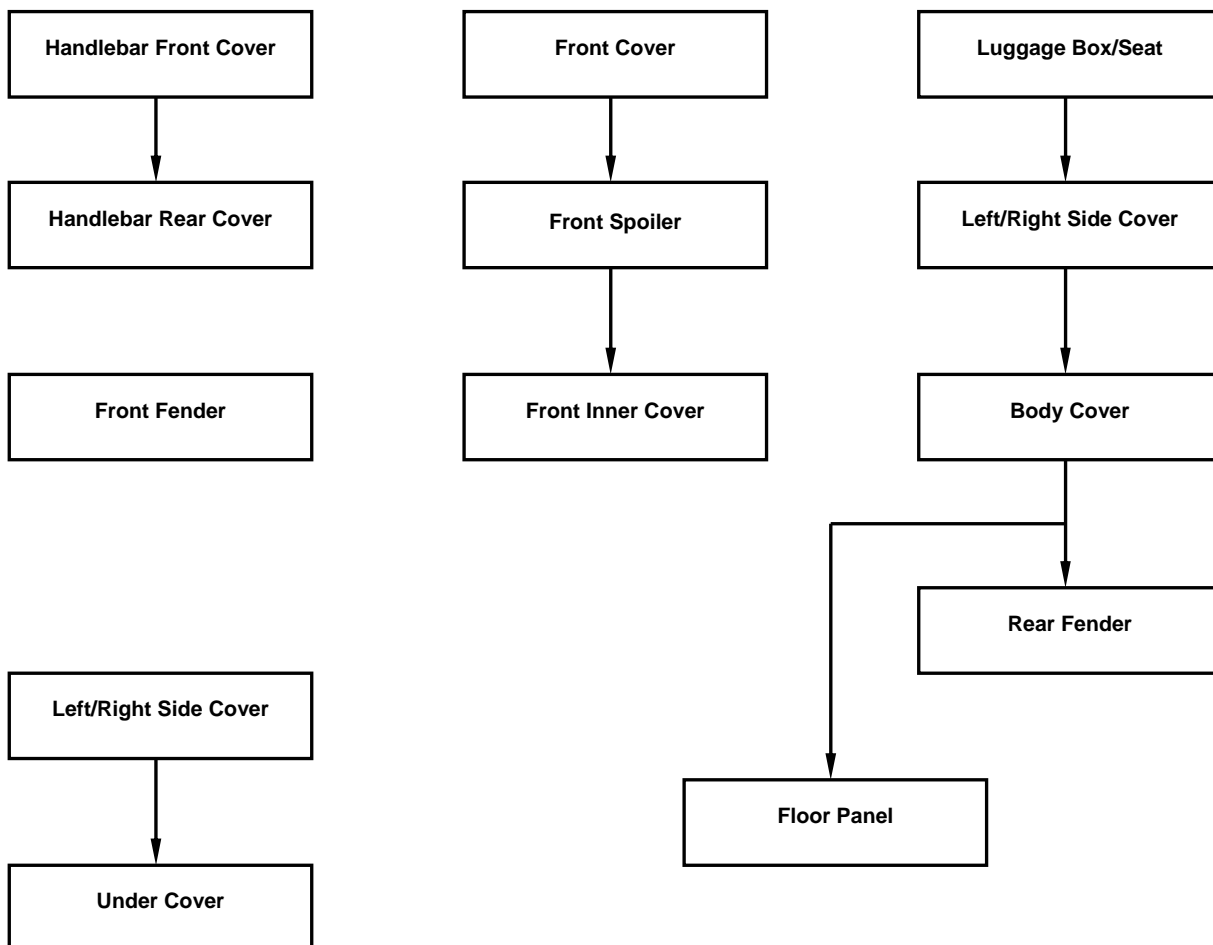 Handlebar Front Cover
Front Cover
Luggage Box/Seat
Handlebar Rear Cover
Front Spoiler
Left/Right Side Cover
Front Fender
Front Inner Cover
Body Cover
Rear Fender
Left/Right Side Cover
Floor Panel
Under Cover